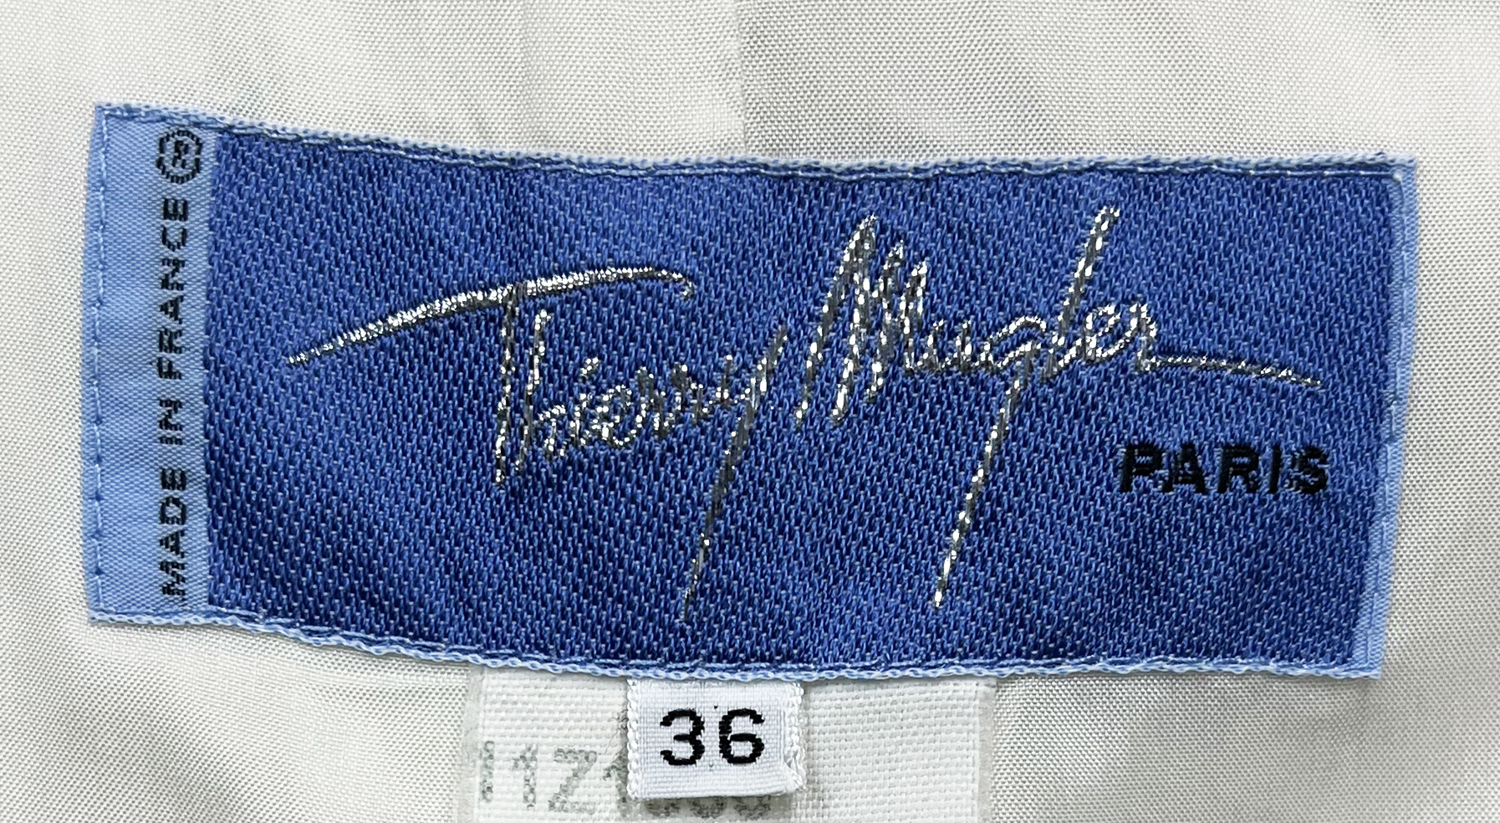 MADE IN FRANCE ®
Thierry Mugler
PARIS
36